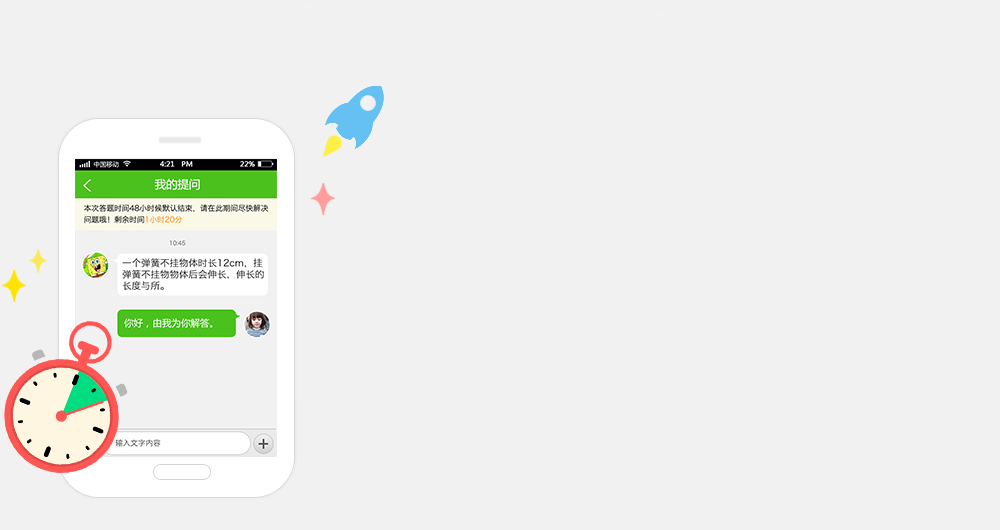 中国移动 4:21 PM 22%
我的提问
本次答题时间48小时候默认结束，请在此期间尽快解决
问题哦！剩余时间1小时20分
10:45
一个弹簧不挂物体时长12cm，挂
弹簧不挂物物体后会伸长，伸长的
长度与所。
你好，由我为你解答。
输入文字内容